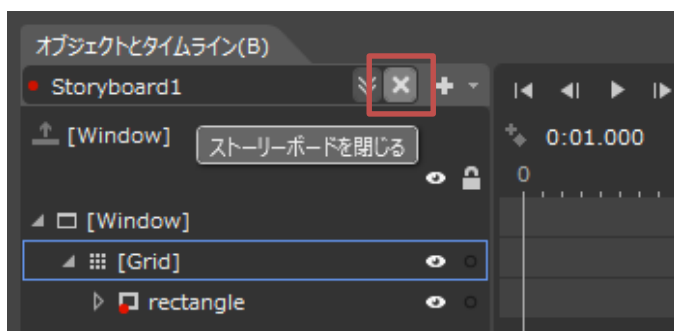 オブジェクトとタイムライン(B)
Storyboard1
[Window]
ストーリーボードを閉じる
0:01.000
0
[Window]
[Grid]
rectangle